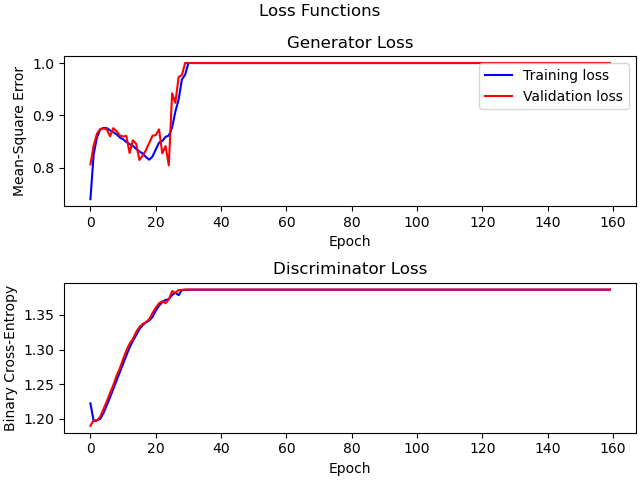 Loss Functions
Generator Loss
Mean-Square Error
1.0
0.9
0.8
Training loss
Validation loss
0 20 40 60 80 100 120 140 160
Epoch
Discriminator Loss
Binary Cross-Entropy
1.35
1.30
1.25
1.20
0 20 40 60 80 100 120 140 160
Epoch